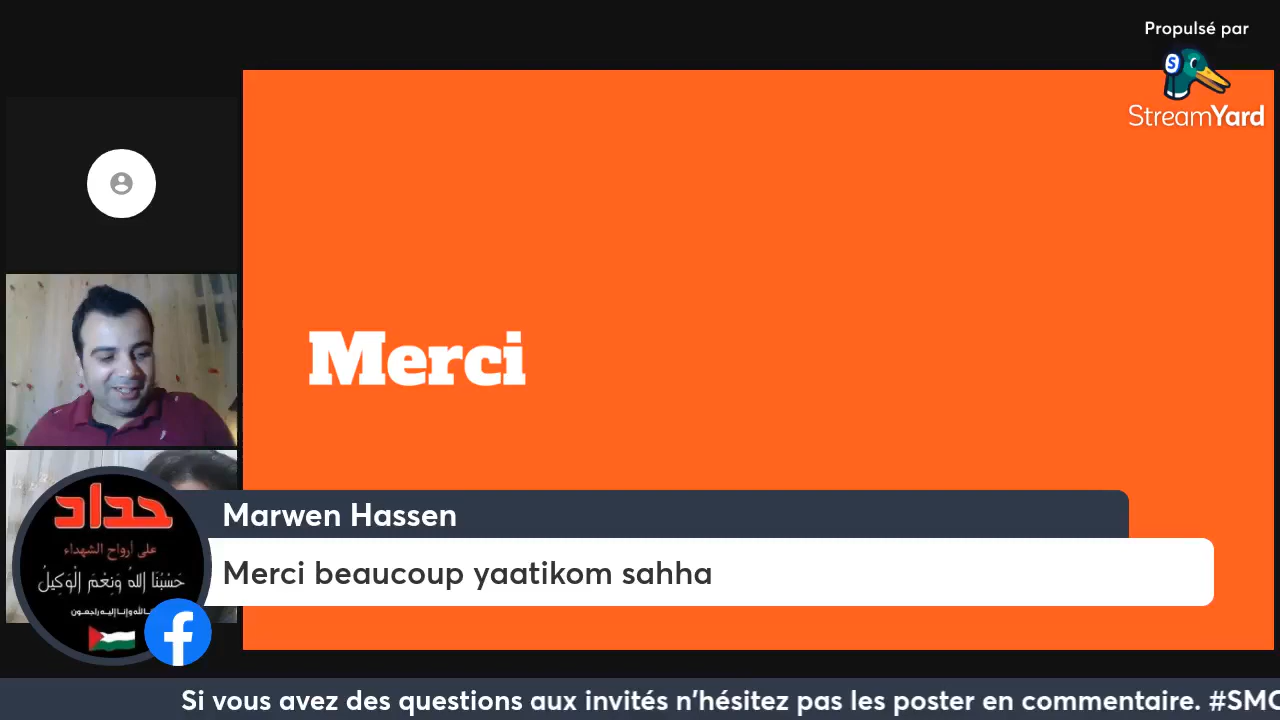 Propulsé par
StreamYard
Merci
Marwen Hassen
Merci beaucoup yaatikom sahha
حداد
على أرواح الشهداء
حَسْبُنَا اللهُ وَنِعْمَ الْوَكِيلُ
Si vous avez des questions aux invités n'hésitez pas les poster en commentaire.